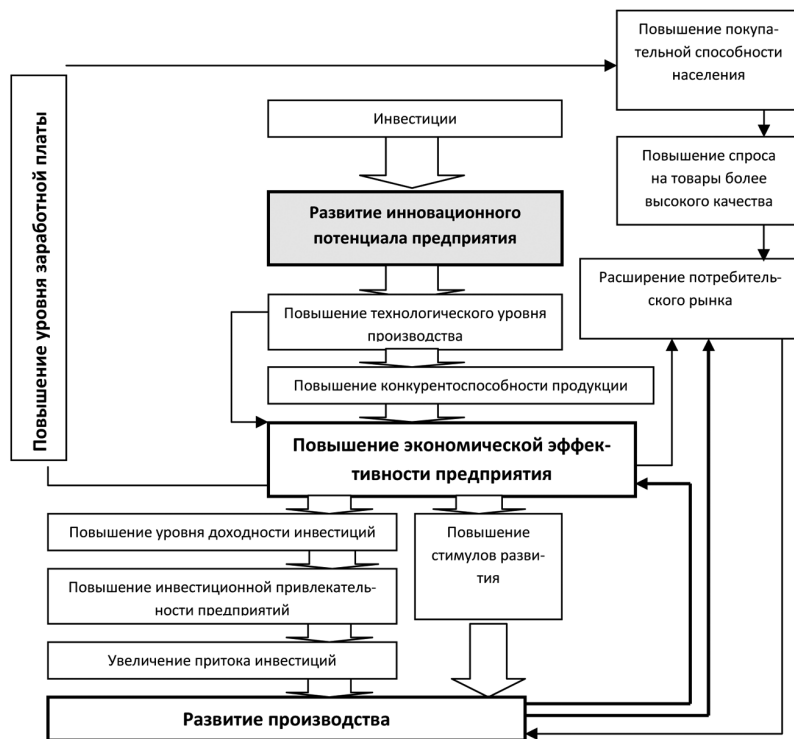 Повышение покупа-
тельной способности
населения
Повышение уровня заработной платы
Инвестиции
Повышение спроса
на товары более
высокого качества
Развитие инновационного
потенциала предприятия
Расширение потребитель-
ского рынка
Повышение технологического уровня
производства
Повышение конкурентоспособности продукции
Повышение экономической эффек-
тивности предприятия
Повышение уровня доходности инвестиций
Повышение
стимулов разви-
тия
Повышение инвестиционной привлекатель-
ности предприятий
Увеличение притока инвестиций
Развитие производства